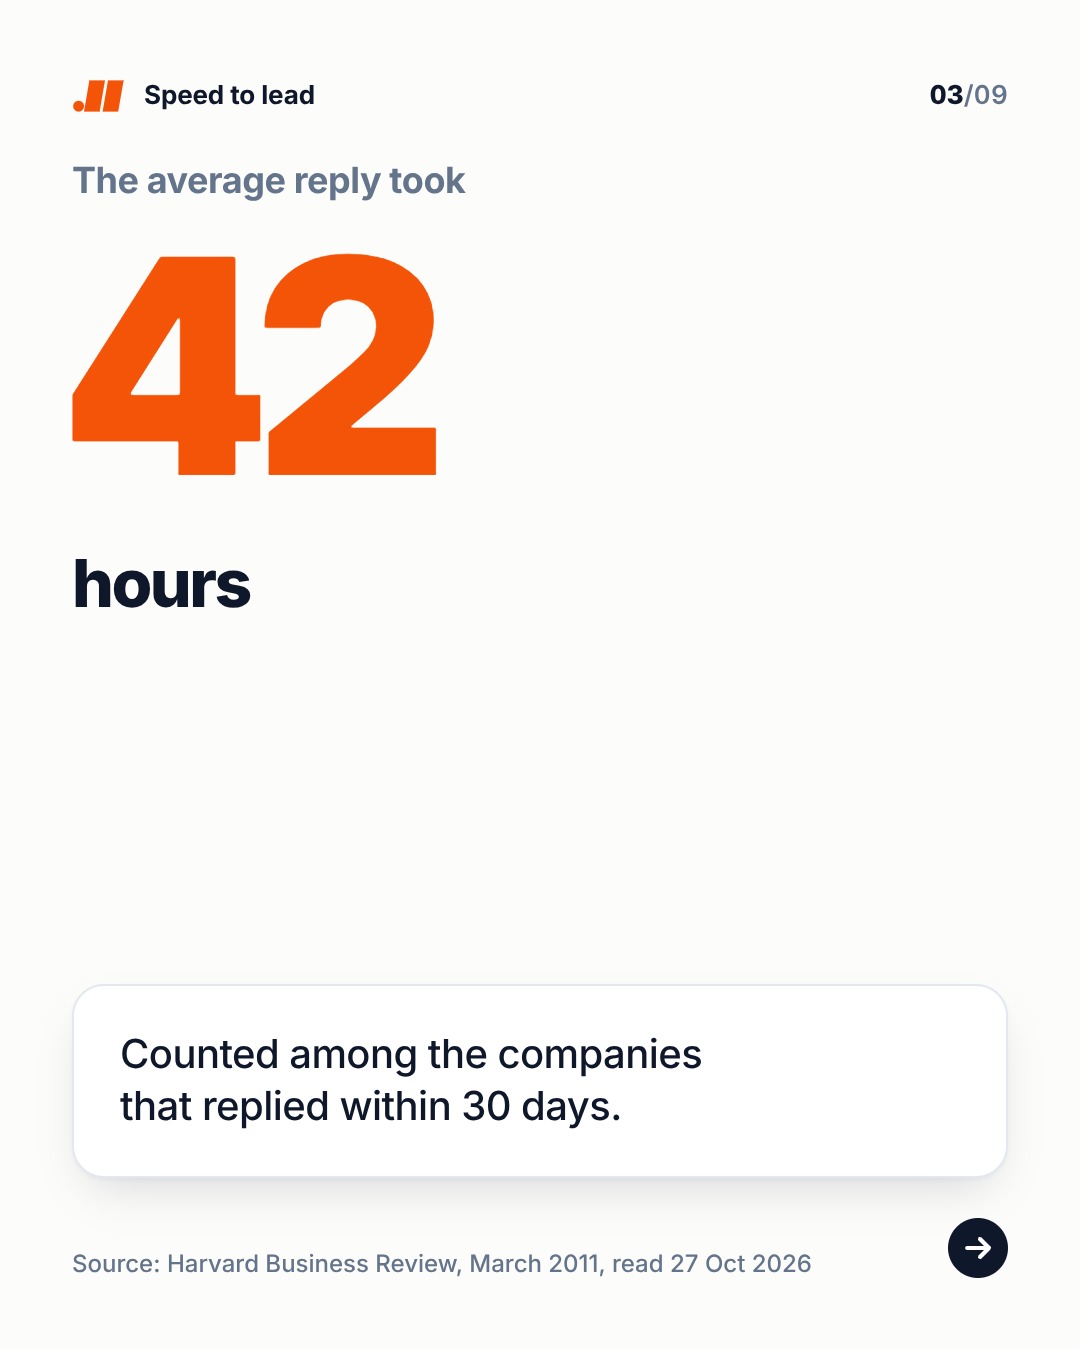 Speed to lead
03/09
The average reply took
42
hours
Counted among the companies
that replied within 30 days.
Source: Harvard Business Review, March 2011, read 27 Oct 2026